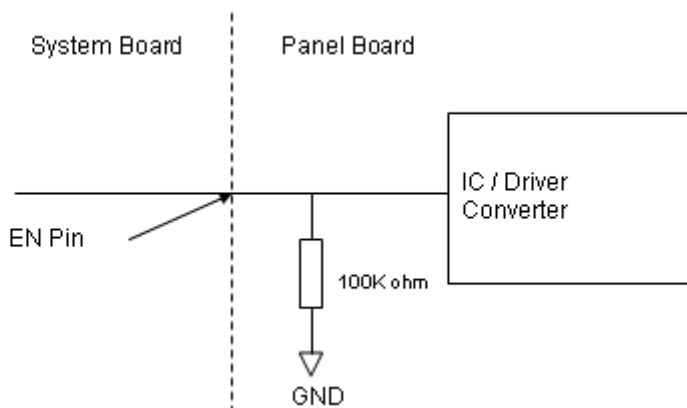 System Board
Panel Board
IC / Driver
Converter
EN Pin
100K ohm
GND